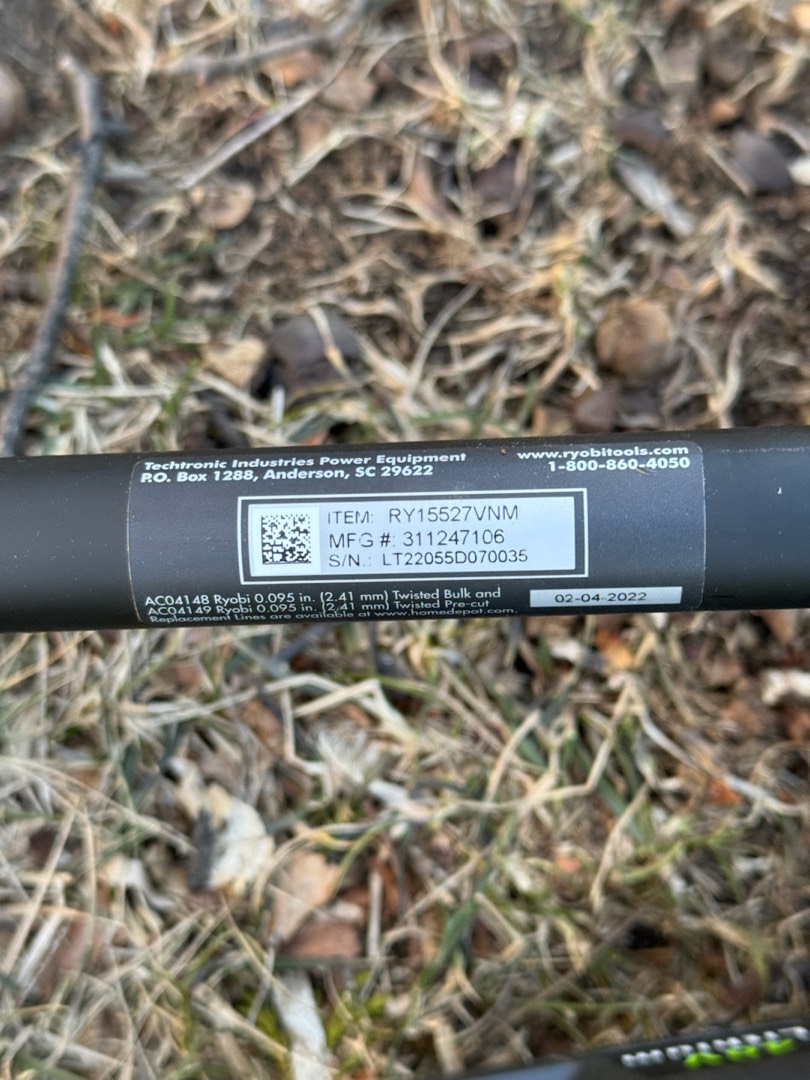 Techtronic Industries Power Equipment
P.O. Box 1288, Anderson, SC 29622
www.ryobitools.com
1-800-860-4050
ITEM: RY15527VNM
MFG #: 311247106
S/N.: LT22055D070035
AC04148 Ryobi 0.095 in. (2.41 mm) Twisted Bulk and
AC04149 Ryobi 0.095 in. (2.41 mm) Twisted Pre-cut
Replacement Lines are available at www.homedepot.com.
02-04-2022
40V
LITHIUM